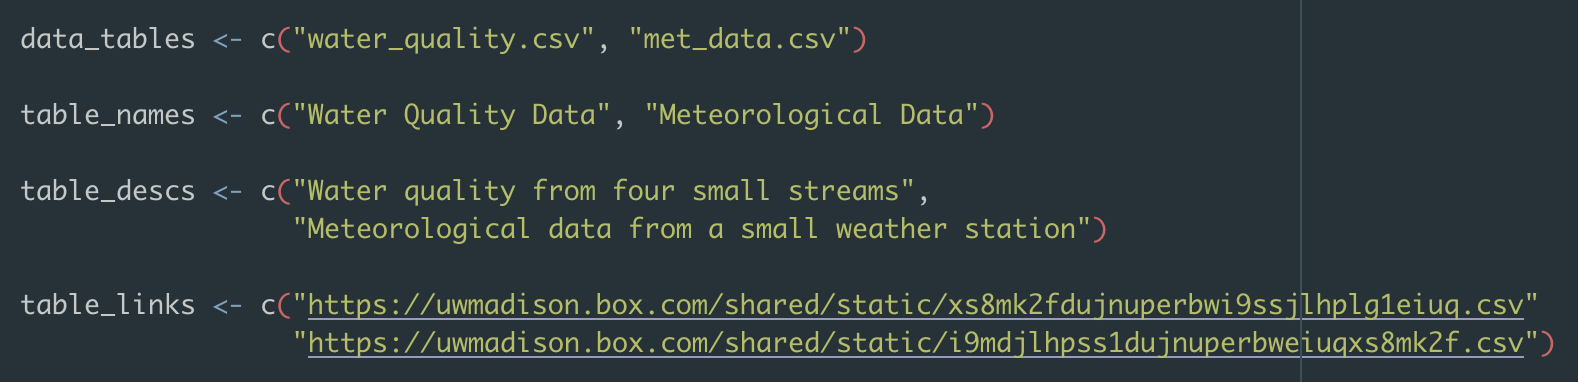 data_tables <- c("water_quality.csv", "met_data.csv")
table_names <- c("Water Quality Data", "Meteorological Data")
table_descs <- c("Water quality from four small streams",
"Meteorological data from a small weather station")
table_links <- c("https://uwmadison.box.com/shared/static/xs8mk2fdujnuperbwi9ssjlhplg1eiuq.csv"
"https://uwmadison.box.com/shared/static/i9mdjlhpss1dujnuperbweiuqxs8mk2f.csv")